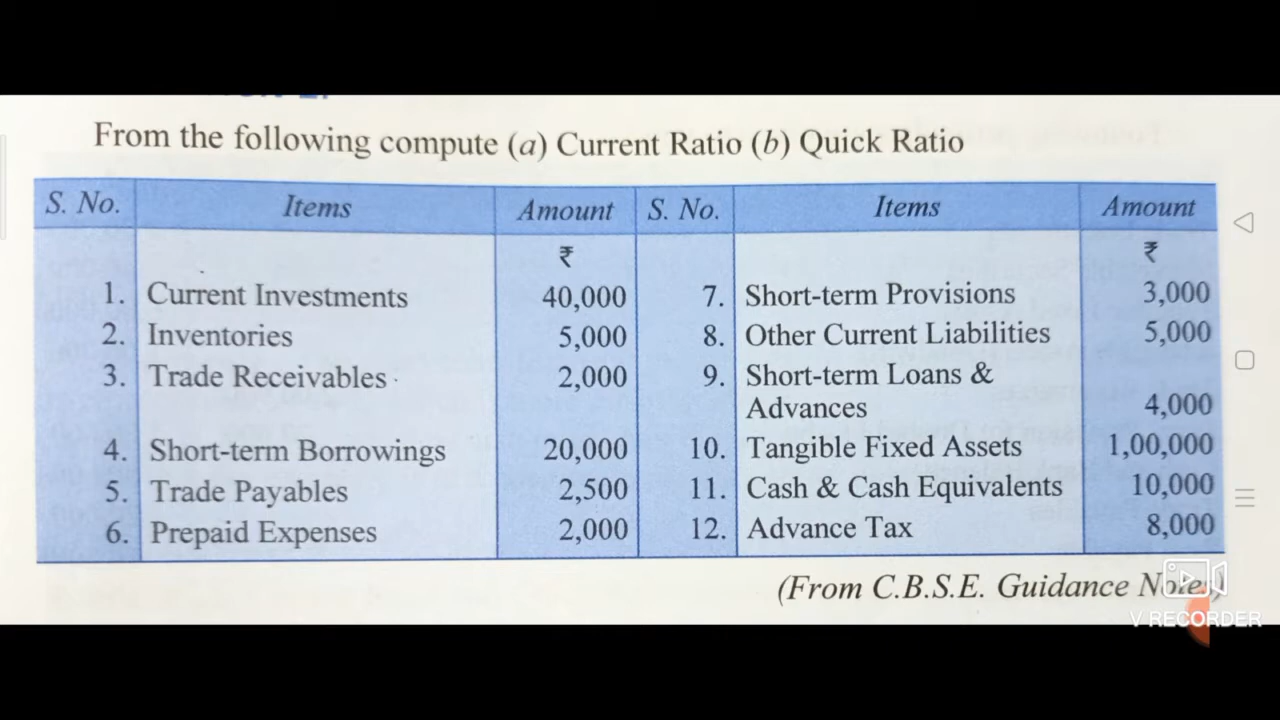 From the following compute (a) Current Ratio (b) Quick Ratio
S. No. Items Amount S. No. Items Amount
₹ ₹
1. Current Investments 40,000 7. Short-term Provisions 3,000
2. Inventories 5,000 8. Other Current Liabilities 5,000
3. Trade Receivables 2,000 9. Short-term Loans &
Advances 4,000
4. Short-term Borrowings 20,000 10. Tangible Fixed Assets 1,00,000
5. Trade Payables 2,500 11. Cash & Cash Equivalents 10,000
6. Prepaid Expenses 2,000 12. Advance Tax 8,000
(From C.B.S.E. Guidance Notes)
V RECORDER